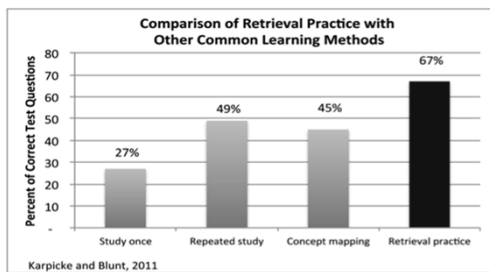 Comparison of Retrieval Practice with
Other Common Learning Methods
Percent of Correct Test Questions
80
70
60
50
40
30
20
10
-
27%
49%
45%
67%
Study once
Repeated study
Concept mapping
Retrieval practice
Karpicke and Blunt, 2011